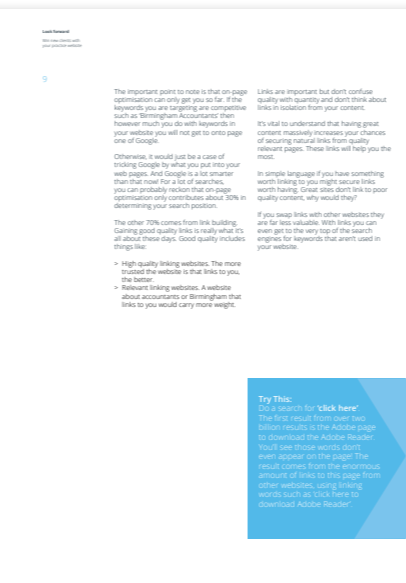 Look forward
Win new clients with
your practice website
9
The important point to note is that on-page
optimisation can only get you so far. If the
keywords you are targeting are competitive
such as 'Birmingham Accountants' then
however much you do with keywords in
your website you will not get to onto page
one of Google.
Otherwise, it would just be a case of
tricking Google by what you put into your
web pages. And Google is a lot smarter
than that now! For a lot of searches,
you can probably reckon that on-page
optimisation only contributes about 30% in
determining your search position.
The other 70% comes from link building.
Gaining good quality links is really what it's
all about these days. Good quality includes
things like:
> High quality linking websites. The more
trusted the website is that links to you,
the better.
> Relevant linking websites. A website
about accountants or Birmingham that
links to you would carry more weight.
Links are important but don't confuse
quality with quantity and don't think about
links in isolation from your content.
It's vital to understand that having great
content massively increases your chances
of securing natural links from quality
relevant pages. These links will help you the
most.
In simple language if you have something
worth linking to you might secure links
worth having. Great sites don't link to poor
quality content, why would they?
If you swap links with other websites they
are far less valuable. With links you can
even get to the very top of the search
engines for keywords that aren't used in
your website.
Try This:
Do a search for 'click here'.
The first result from over two
billion results is the Adobe page
to download the Adobe Reader.
You'll see those words don't
even appear on the page! The
result comes from the enormous
amount of links to this page from
other websites, using linking
words such as 'click here to
download Adobe Reader'.